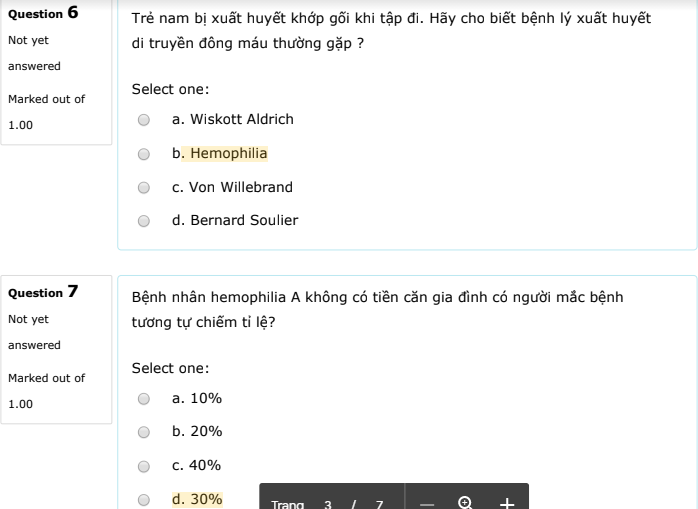 Question 6
Not yet
answered
Marked out of
1.00
Trẻ nam bị xuất huyết khớp gối khi tập đi. Hãy cho biết bệnh lý xuất huyết
di truyền đông máu thường gặp ?
Select one:
a. Wiskott Aldrich
b. Hemophilia
c. Von Willebrand
d. Bernard Soulier
Question 7
Not yet
answered
Marked out of
1.00
Bệnh nhân hemophilia A không có tiền căn gia đình có người mắc bệnh
tương tự chiếm tỉ lệ?
Select one:
a. 10%
b. 20%
c. 40%
d. 30%
Trang 3 / 7